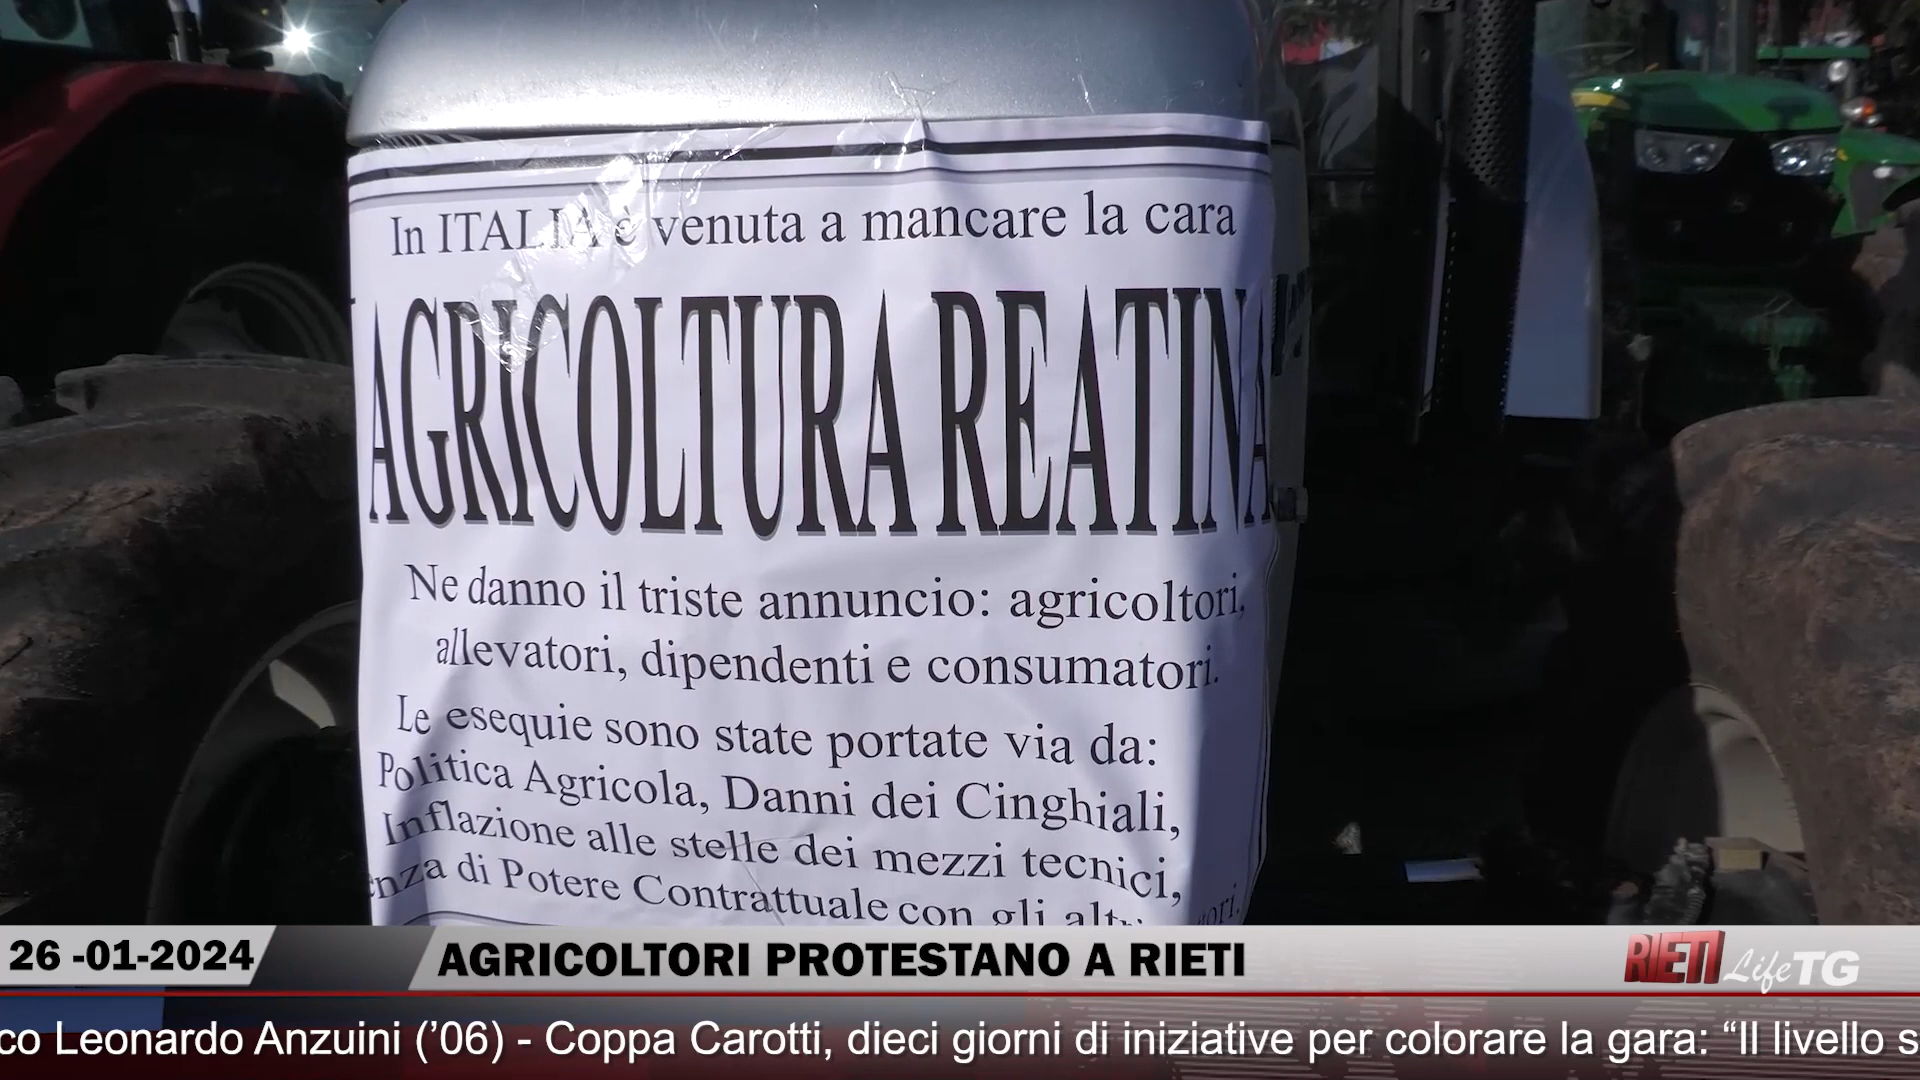 In ITALIA è venuta a mancare la cara
AGRICOLTURA REATINA
Ne danno il triste annuncio: agricoltori,
allevatori, dipendenti e consumatori.
Le esequie sono state portate via da:
Politica Agricola, Danni dei Cinghiali,
Inflazione alle stelle dei mezzi tecnici,
di Potere Contrattuale con gli
26 -01-2024
AGRICOLTORI PROTESTANO A RIETI
RIETI Life TG
co Leonardo Anzuini (’06) - Coppa Carotti, dieci giorni di iniziative per colorare la gara: “Il livello s